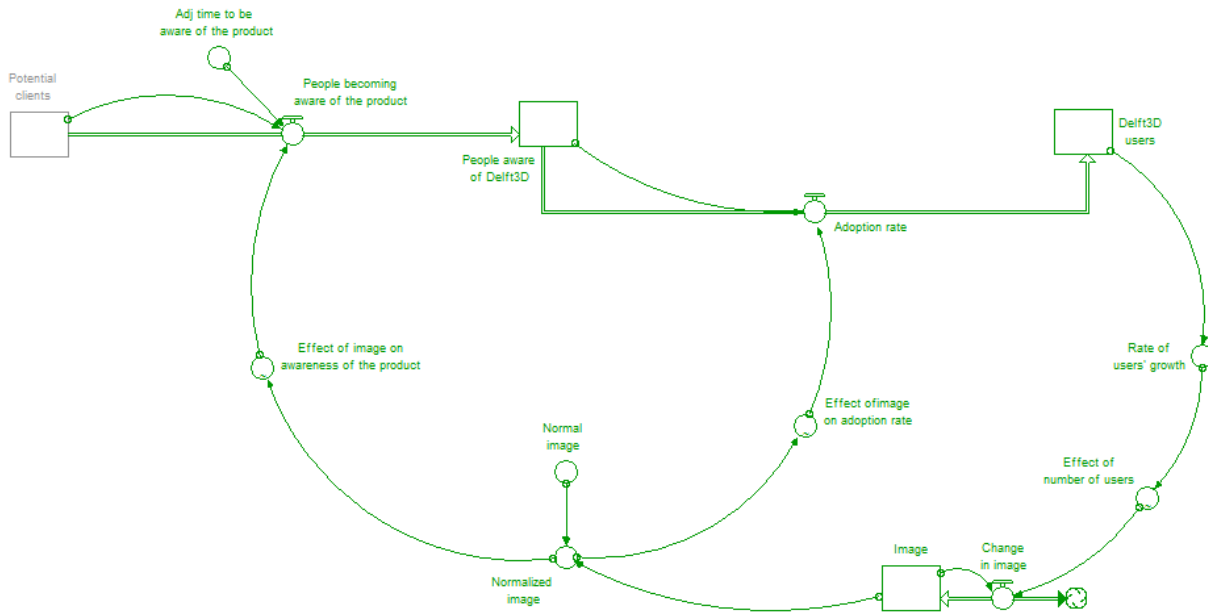 Adj time to be
aware of the product
Potential
clients
People becoming
aware of the product
People aware
of Delft3D
Delft3D
users
Adoption rate
Effect of image on
awareness of the product
Rate of
users' growth
Effect ofimage
on adoption rate
Normal
image
Effect of
number of users
Image
Change
in image
Normalized
image